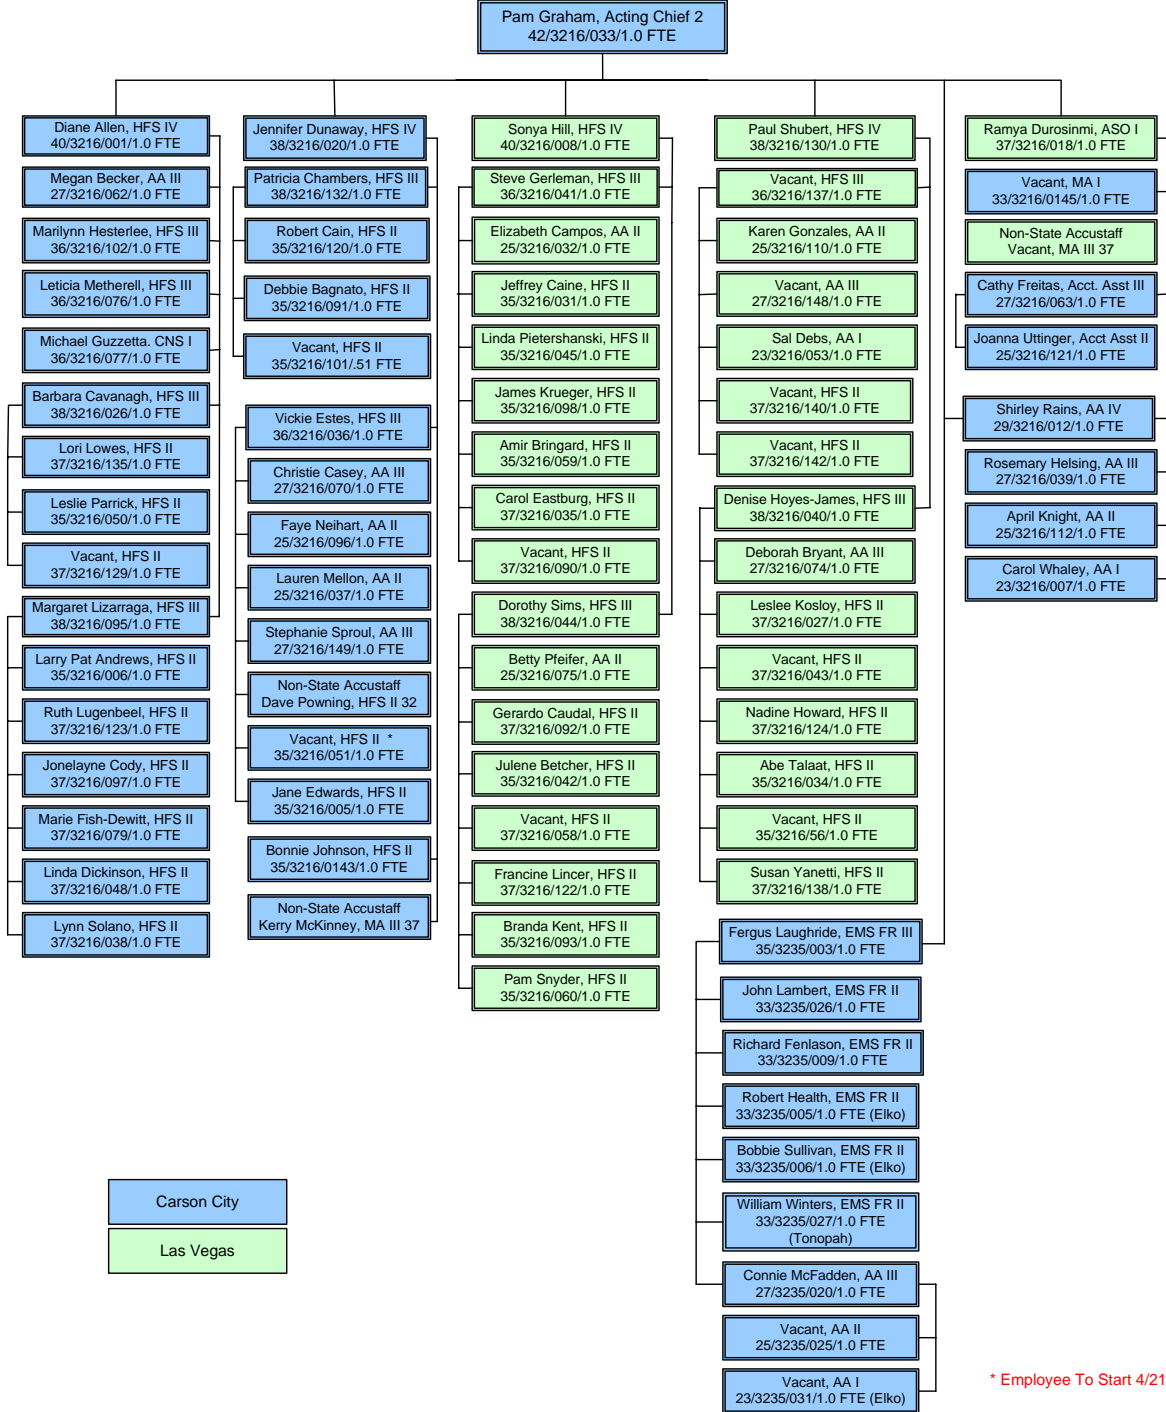 Pam Graham, Acting Chief 2
42/3216/033/1.0 FTE
Diane Allen, HFS IV
40/3216/001/1.0 FTE
Megan Becker, AA III
27/3216/062/1.0 FTE
Marilynn Hesterlee, HFS III
36/3216/102/1.0 FTE
Leticia Metherell, HFS III
36/3216/076/1.0 FTE
Michael Guzzetta. CNS I
36/3216/077/1.0 FTE
Barbara Cavanagh, HFS III
38/3216/026/1.0 FTE
Lori Lowes, HFS II
37/3216/135/1.0 FTE
Leslie Parrick, HFS II
35/3216/050/1.0 FTE
Vacant, HFS II
37/3216/129/1.0 FTE
Margaret Lizarraga, HFS III
38/3216/095/1.0 FTE
Larry Pat Andrews, HFS II
35/3216/006/1.0 FTE
Ruth Lugenbeel, HFS II
37/3216/123/1.0 FTE
Jonelayne Cody, HFS II
37/3216/097/1.0 FTE
Marie Fish-Dewitt, HFS II
37/3216/079/1.0 FTE
Linda Dickinson, HFS II
37/3216/048/1.0 FTE
Lynn Solano, HFS II
37/3216/038/1.0 FTE
Jennifer Dunaway, HFS IV
38/3216/020/1.0 FTE
Patricia Chambers, HFS III
38/3216/132/1.0 FTE
Robert Cain, HFS II
35/3216/120/1.0 FTE
Debbie Bagnato, HFS II
35/3216/091/1.0 FTE
Vacant, HFS II
35/3216/101/.51 FTE
Vickie Estes, HFS III
36/3216/036/1.0 FTE
Christie Casey, AA III
27/3216/070/1.0 FTE
Faye Neihart, AA II
25/3216/096/1.0 FTE
Lauren Mellon, AA II
25/3216/037/1.0 FTE
Stephanie Sproul, AA III
27/3216/149/1.0 FTE
Non-State Accustaff
Dave Powning, HFS II 32
Vacant, HFS II *
35/3216/051/1.0 FTE
Jane Edwards, HFS II
35/3216/005/1.0 FTE
Bonnie Johnson, HFS II
35/3216/0143/1.0 FTE
Non-State Accustaff
Kerry McKinney, MA III 37
Sonya Hill, HFS IV
40/3216/008/1.0 FTE
Steve Gerleman, HFS III
36/3216/041/1.0 FTE
Elizabeth Campos, AA II
25/3216/032/1.0 FTE
Jeffrey Caine, HFS II
35/3216/031/1.0 FTE
Linda Pietershanski, HFS II
35/3216/045/1.0 FTE
James Krueger, HFS II
35/3216/098/1.0 FTE
Amir Bringard, HFS II
35/3216/059/1.0 FTE
Carol Eastburg, HFS II
37/3216/035/1.0 FTE
Vacant, HFS II
37/3216/090/1.0 FTE
Dorothy Sims, HFS III
38/3216/044/1.0 FTE
Betty Pfeifer, AA II
25/3216/075/1.0 FTE
Gerardo Caudal, HFS II
37/3216/092/1.0 FTE
Julene Betcher, HFS II
35/3216/042/1.0 FTE
Vacant, HFS II
37/3216/058/1.0 FTE
Francine Lincer, HFS II
37/3216/122/1.0 FTE
Branda Kent, HFS II
35/3216/093/1.0 FTE
Pam Snyder, HFS II
35/3216/060/1.0 FTE
Paul Shubert, HFS IV
38/3216/130/1.0 FTE
Vacant, HFS III
36/3216/137/1.0 FTE
Karen Gonzales, AA II
25/3216/110/1.0 FTE
Vacant, AA III
27/3216/148/1.0 FTE
Sal Debs, AA I
23/3216/053/1.0 FTE
Vacant, HFS II
37/3216/140/1.0 FTE
Vacant, HFS II
37/3216/142/1.0 FTE
Denise Hoyes-James, HFS III
38/3216/040/1.0 FTE
Deborah Bryant, AA III
27/3216/074/1.0 FTE
Leslee Kosloy, HFS II
37/3216/027/1.0 FTE
Vacant, HFS II
37/3216/043/1.0 FTE
Nadine Howard, HFS II
37/3216/124/1.0 FTE
Abe Talaat, HFS II
35/3216/034/1.0 FTE
Vacant, HFS II
35/3216/56/1.0 FTE
Susan Yanetti, HFS II
37/3216/138/1.0 FTE
Fergus Laughride, EMS FR III
35/3235/003/1.0 FTE
John Lambert, EMS FR II
33/3235/026/1.0 FTE
Richard Fenlason, EMS FR II
33/3235/009/1.0 FTE
Robert Health, EMS FR II
33/3235/005/1.0 FTE (Elko)
Bobbie Sullivan, EMS FR II
33/3235/006/1.0 FTE (Elko)
William Winters, EMS FR II
33/3235/027/1.0 FTE
(Tonopah)
Connie McFadden, AA III
27/3235/020/1.0 FTE
Vacant, AA II
25/3235/025/1.0 FTE
Vacant, AA I
23/3235/031/1.0 FTE (Elko)
Ramya Durosinmi, ASO I
37/3216/018/1.0 FTE
Vacant, MA I
33/3216/0145/1.0 FTE
Non-State Accustaff
Vacant, MA III 37
Cathy Freitas, Acct. Asst III
27/3216/063/1.0 FTE
Joanna Uttinger, Acct Asst II
25/3216/121/1.0 FTE
Shirley Rains, AA IV
29/3216/012/1.0 FTE
Rosemary Helsing, AA III
27/3216/039/1.0 FTE
April Knight, AA II
25/3216/112/1.0 FTE
Carol Whaley, AA I
23/3216/007/1.0 FTE
Carson City
Las Vegas
* Employee To Start 4/21